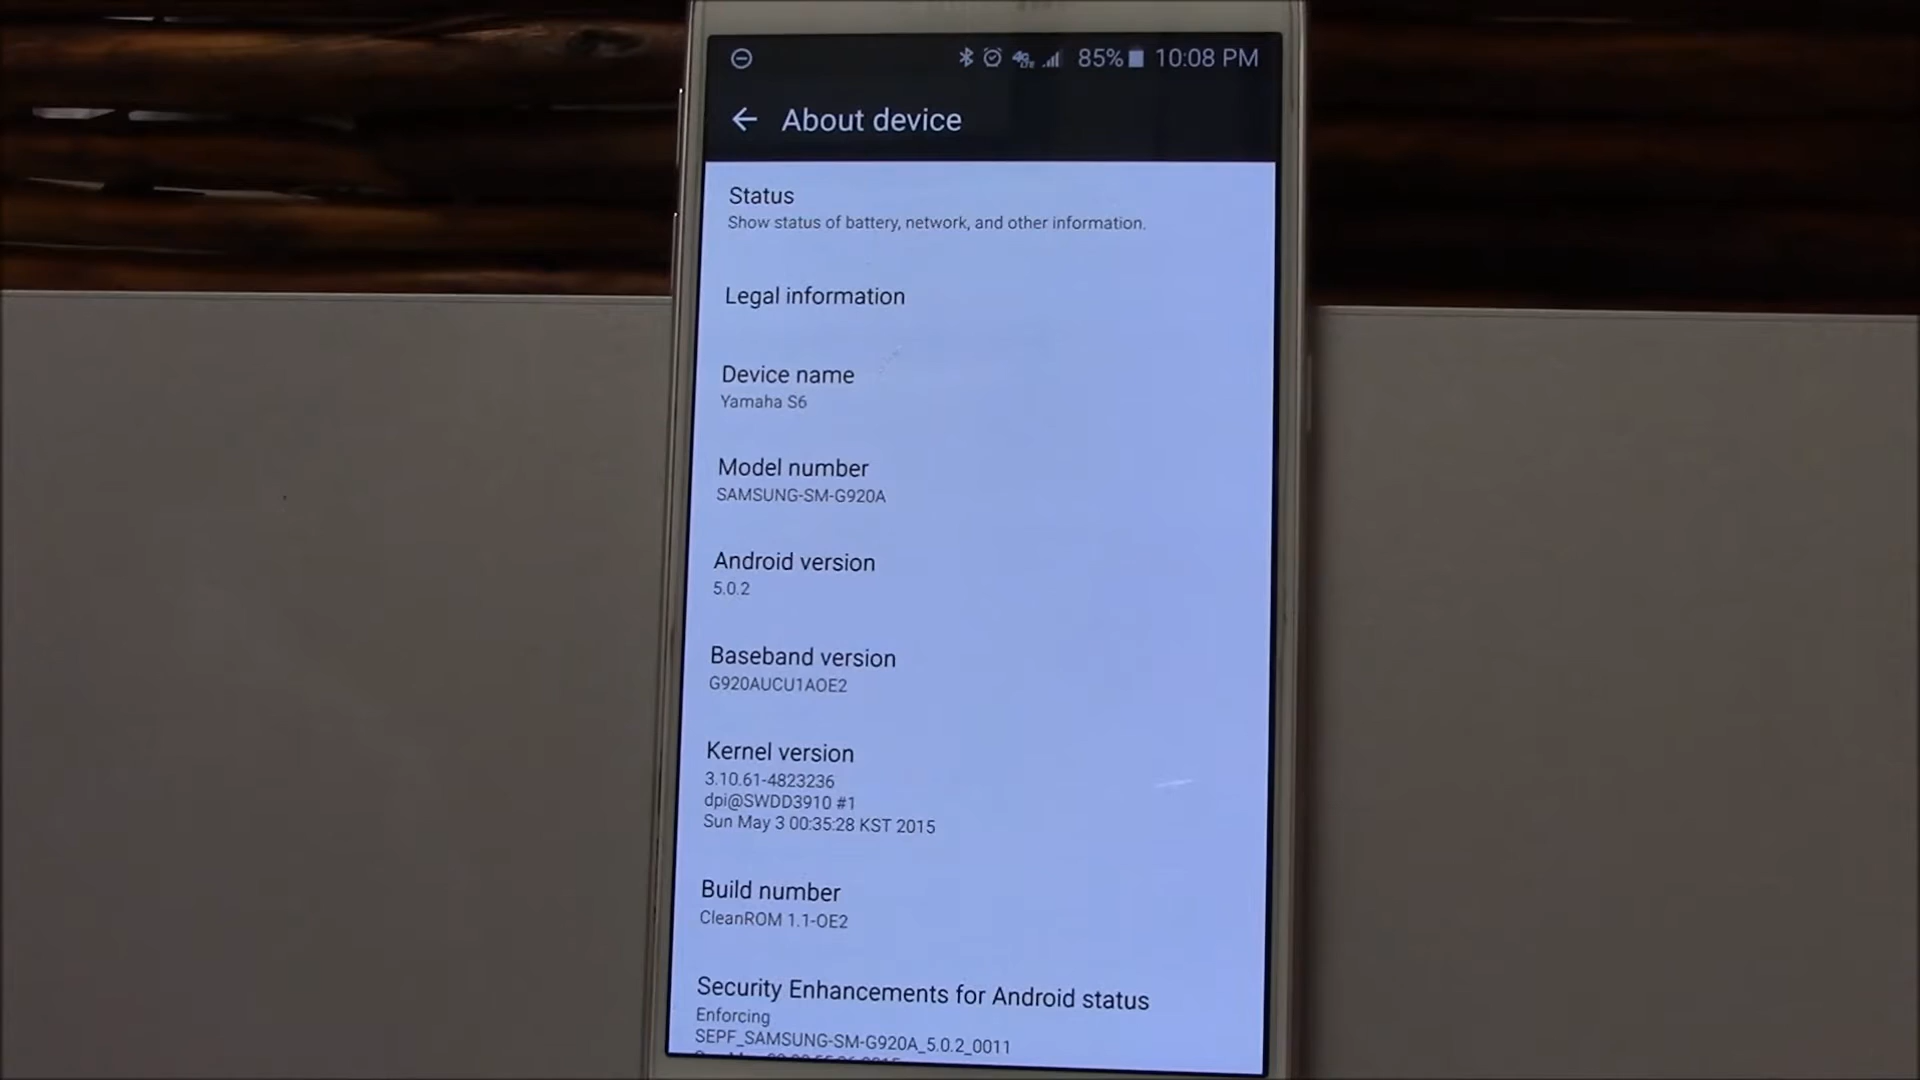 85% 10:08 PM
About device
Status
Show status of battery, network, and other information.
Legal information
Device name
Yamaha S6
Model number
SAMSUNG-SM-G920A
Android version
5.0.2
Baseband version
G920AUCU1AOE2
Kernel version
3.10.61-4823236
dpi@SWDD3910 #1
Sun May 3 00:35:28 KST 2015
Build number
CleanROM 1.1-OE2
Security Enhancements for Android status
Enforcing
SEPF_SAMSUNG-SM-G920A_5.0.2_0011